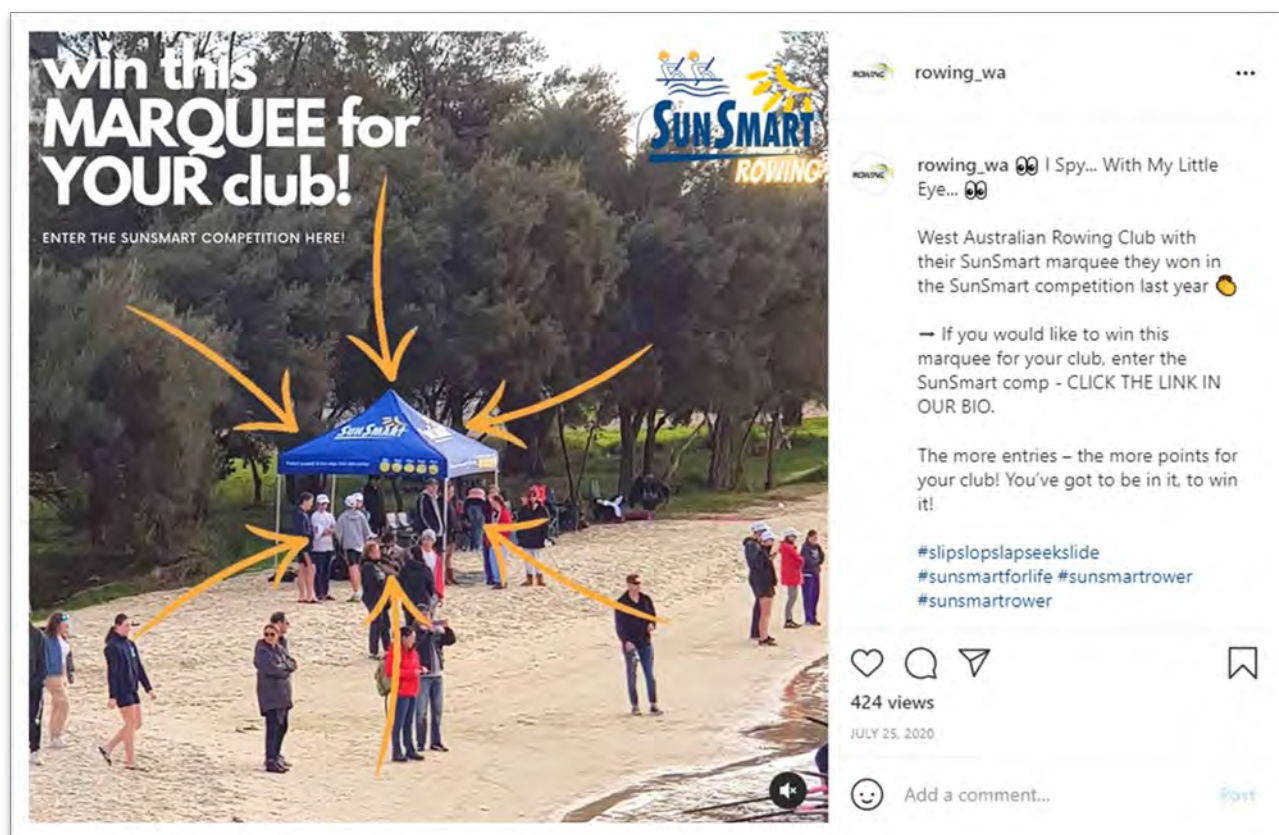 win this
MARQUEE for
YOUR club!
ENTER THE SUNSMART COMPETITION HERE!
SUNSMART
ROWING
SUNSMART
rowing_wa
rowing_wa 👀 I Spy... With My Little
Eye... 👀
West Australian Rowing Club with
their SunSmart marquee they won in
the SunSmart competition last year 👏
→ If you would like to win this
marquee for your club, enter the
SunSmart comp - CLICK THE LINK IN
OUR BIO.
The more entries – the more points for
your club! You've got to be in it, to win
it!
#slipslopslapseekslide
#sunsmartforlife #sunsmartrower
#sunsmartrower
424 views
JULY 25, 2020
Add a comment...
Post